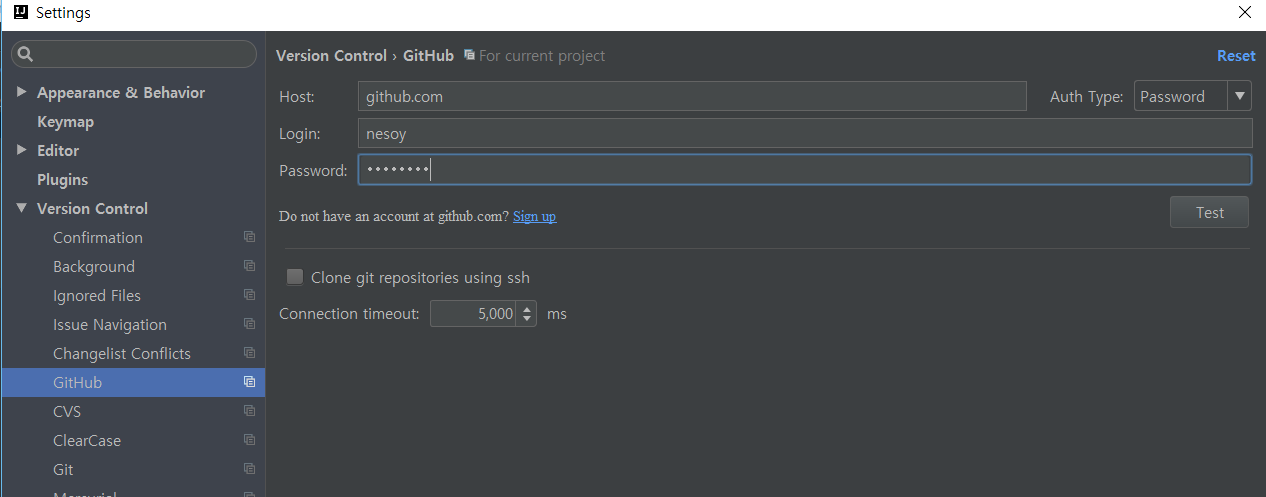 Settings
Version Control › GitHub For current project Reset
Appearance & Behavior
Keymap
Editor
Plugins
Version Control
Confirmation
Background
Ignored Files
Issue Navigation
Changelist Conflicts
GitHub
CVS
ClearCase
Git
Mercurial
Host: github.com Auth Type: Password
Login: nesoy
Password: ••••••••
Do not have an account at github.com? Sign up
Test
Clone git repositories using ssh
Connection timeout: 5,000 ms